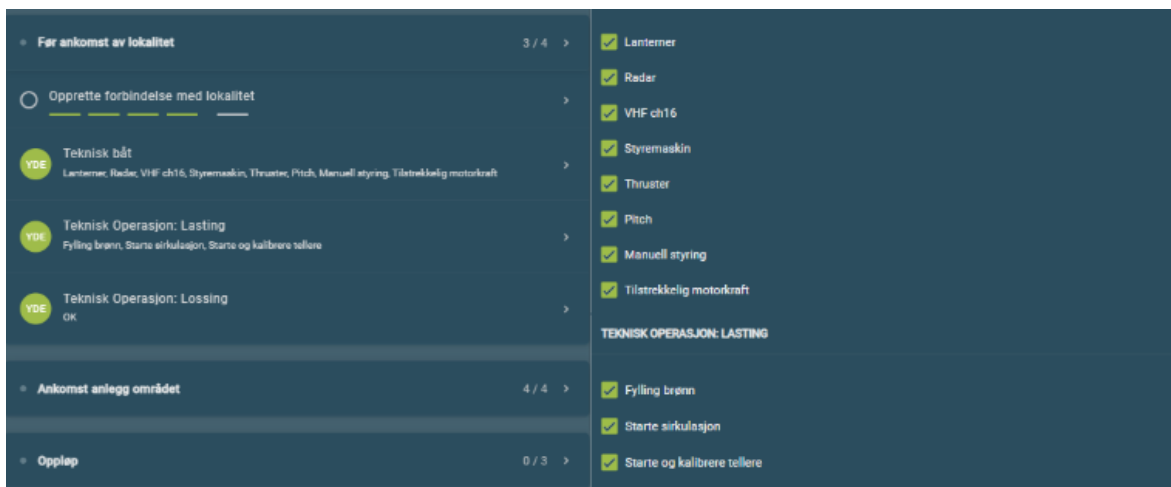 Før ankomst av lokalitet 3 / 4 >
Opprette forbindelse med lokalitet >
YDE Teknisk båt >
Lanterner, Radar, VHF ch16, Styremaskin, Thruster, Pitch, Manuell styring, Tilstrekkelig motorkraft
YDE Teknisk Operasjon: Lasting >
Fylling brønn, Starte sirkulasjon, Starte og kalibrere tellere
YDE Teknisk Operasjon: Lossing >
OK
Ankomst anlegg området 4 / 4 >
Oppløp 0 / 3 >
Lanterner
Radar
VHF ch16
Styremaskin
Thruster
Pitch
Manuell styring
Tilstrekkelig motorkraft
TEKNISK OPERASJON: LASTING
Fylling brønn
Starte sirkulasjon
Starte og kalibrere tellere